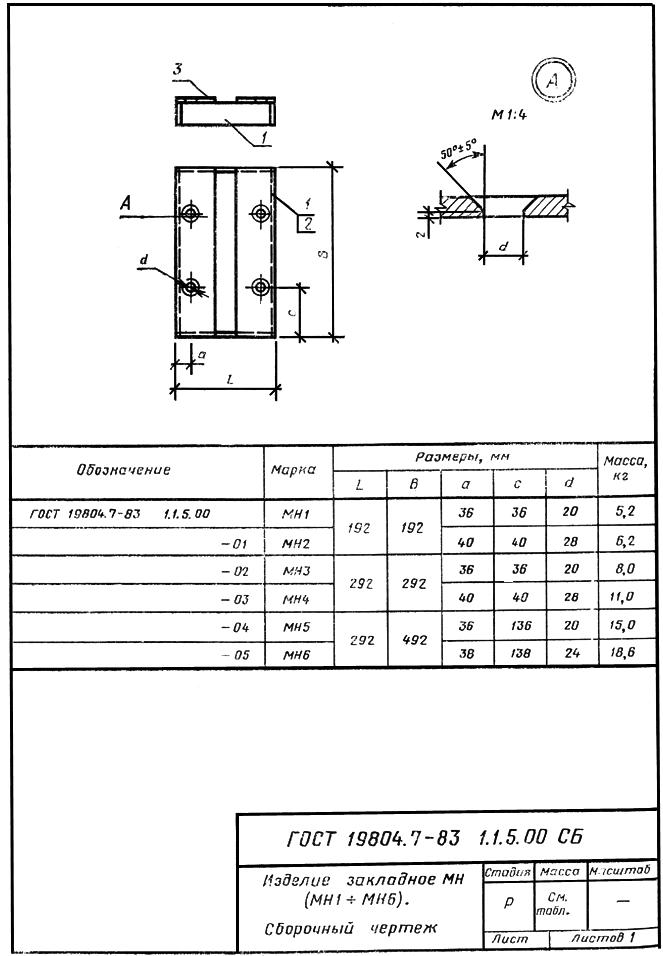 3
1
A
M 1:4
50°±5°
A
1
2
В
d
2
d
c
a
L
Обозначение
Марка
Размеры, мм
Масса, кг
L
В
a
c
d
ГОСТ 19804.7-83 1.1.5.00 МН1 192 192 36 36 20 5,2
-01 МН2 40 40 28 6,2
-02 МН3 292 292 36 36 20 8,0
-03 МН4 40 40 28 11,0
-04 МН5 292 492 36 136 20 15,0
-05 МН6 38 138 24 18,6
ГОСТ 19804.7-83 1.1.5.00 СБ
Изделие закладное МН
(МН1 ÷ МН6).
Сборочный чертеж
Стадия Масса Масштаб
Р См. табл. —
Лист Листов 1